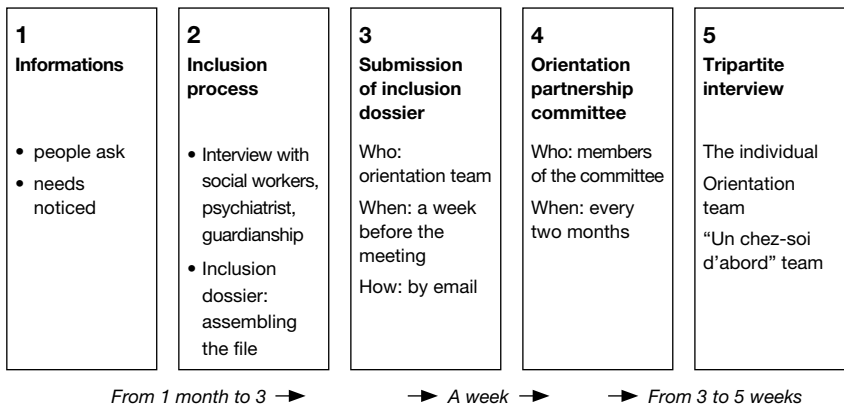 1
Informations
• people ask
• needs
noticed
2
Inclusion
process
• Interview with
social workers,
psychiatrist,
guardianship
• Inclusion
dossier:
assembling
the file
3
Submission
of inclusion
dossier
Who:
orientation team
When: a week
before the
meeting
How: by email
4
Orientation
partnership
committee
Who: members
of the committee
When: every
two months
5
Tripartite
interview
The individual
Orientation
team
“Un chez-soi
d’abord” team
From 1 month to 3 → → A week → → From 3 to 5 weeks